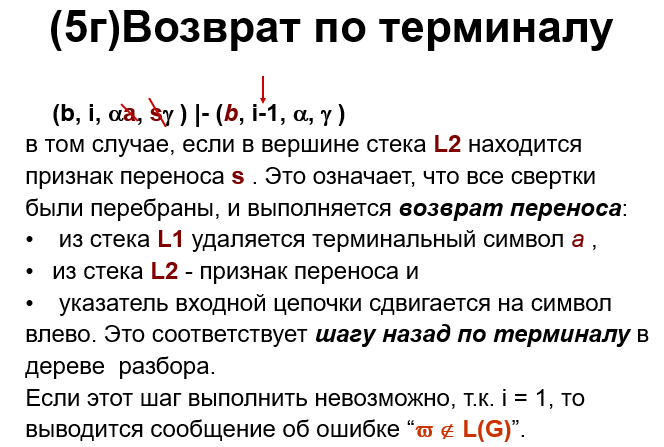 (5г)Возврат по терминалу
(b, i, αa, sγ ) |- (b, i-1, α, γ )
в том случае, если в вершине стека L2 находится
признак переноса s . Это означает, что все свертки
были перебраны, и выполняется возврат переноса:
• из стека L1 удаляется терминальный символ a ,
• из стека L2 - признак переноса и
• указатель входной цепочки сдвигается на символ
влево. Это соответствует шагу назад по терминалу в
дереве разбора.
Если этот шаг выполнить невозможно, т.к. i = 1, то
выводится сообщение об ошибке “ϖ ∉ L(G)”.